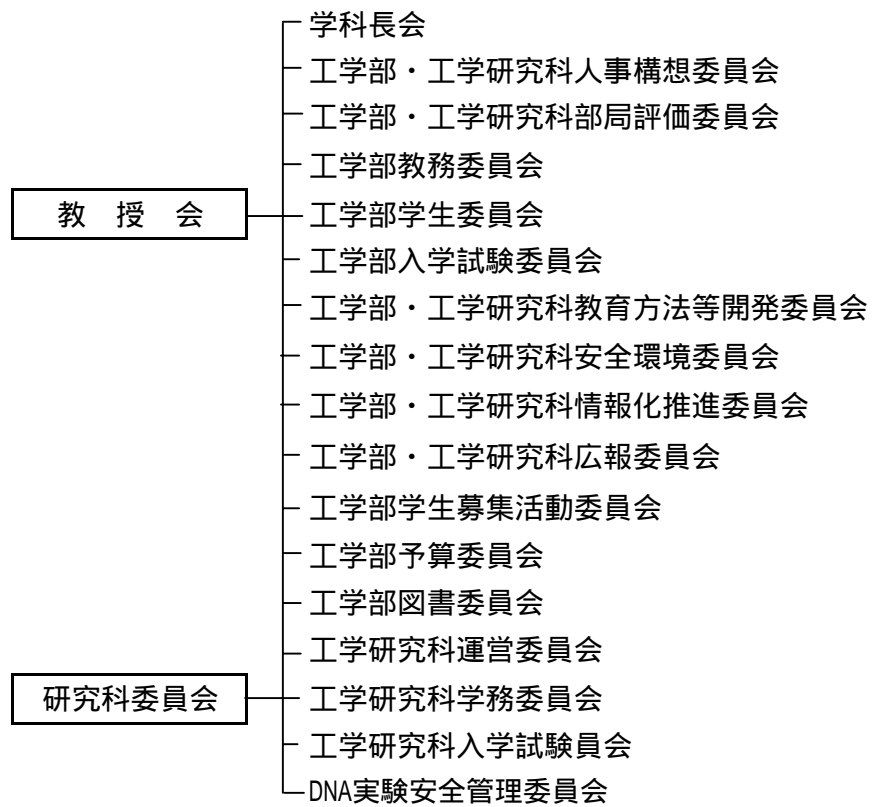 学科長会
工学部・工学研究科人事構想委員会
工学部・工学研究科部局評価委員会
工学部教務委員会
教 授 会
工学部学生委員会
工学部入学試験委員会
工学部・工学研究科教育方法等開発委員会
工学部・工学研究科安全環境委員会
工学部・工学研究科情報化推進委員会
工学部・工学研究科広報委員会
工学部学生募集活動委員会
工学部予算委員会
工学部図書委員会
工学研究科運営委員会
研究科委員会
工学研究科学務委員会
工学研究科入学試験員会
DNA実験安全管理委員会